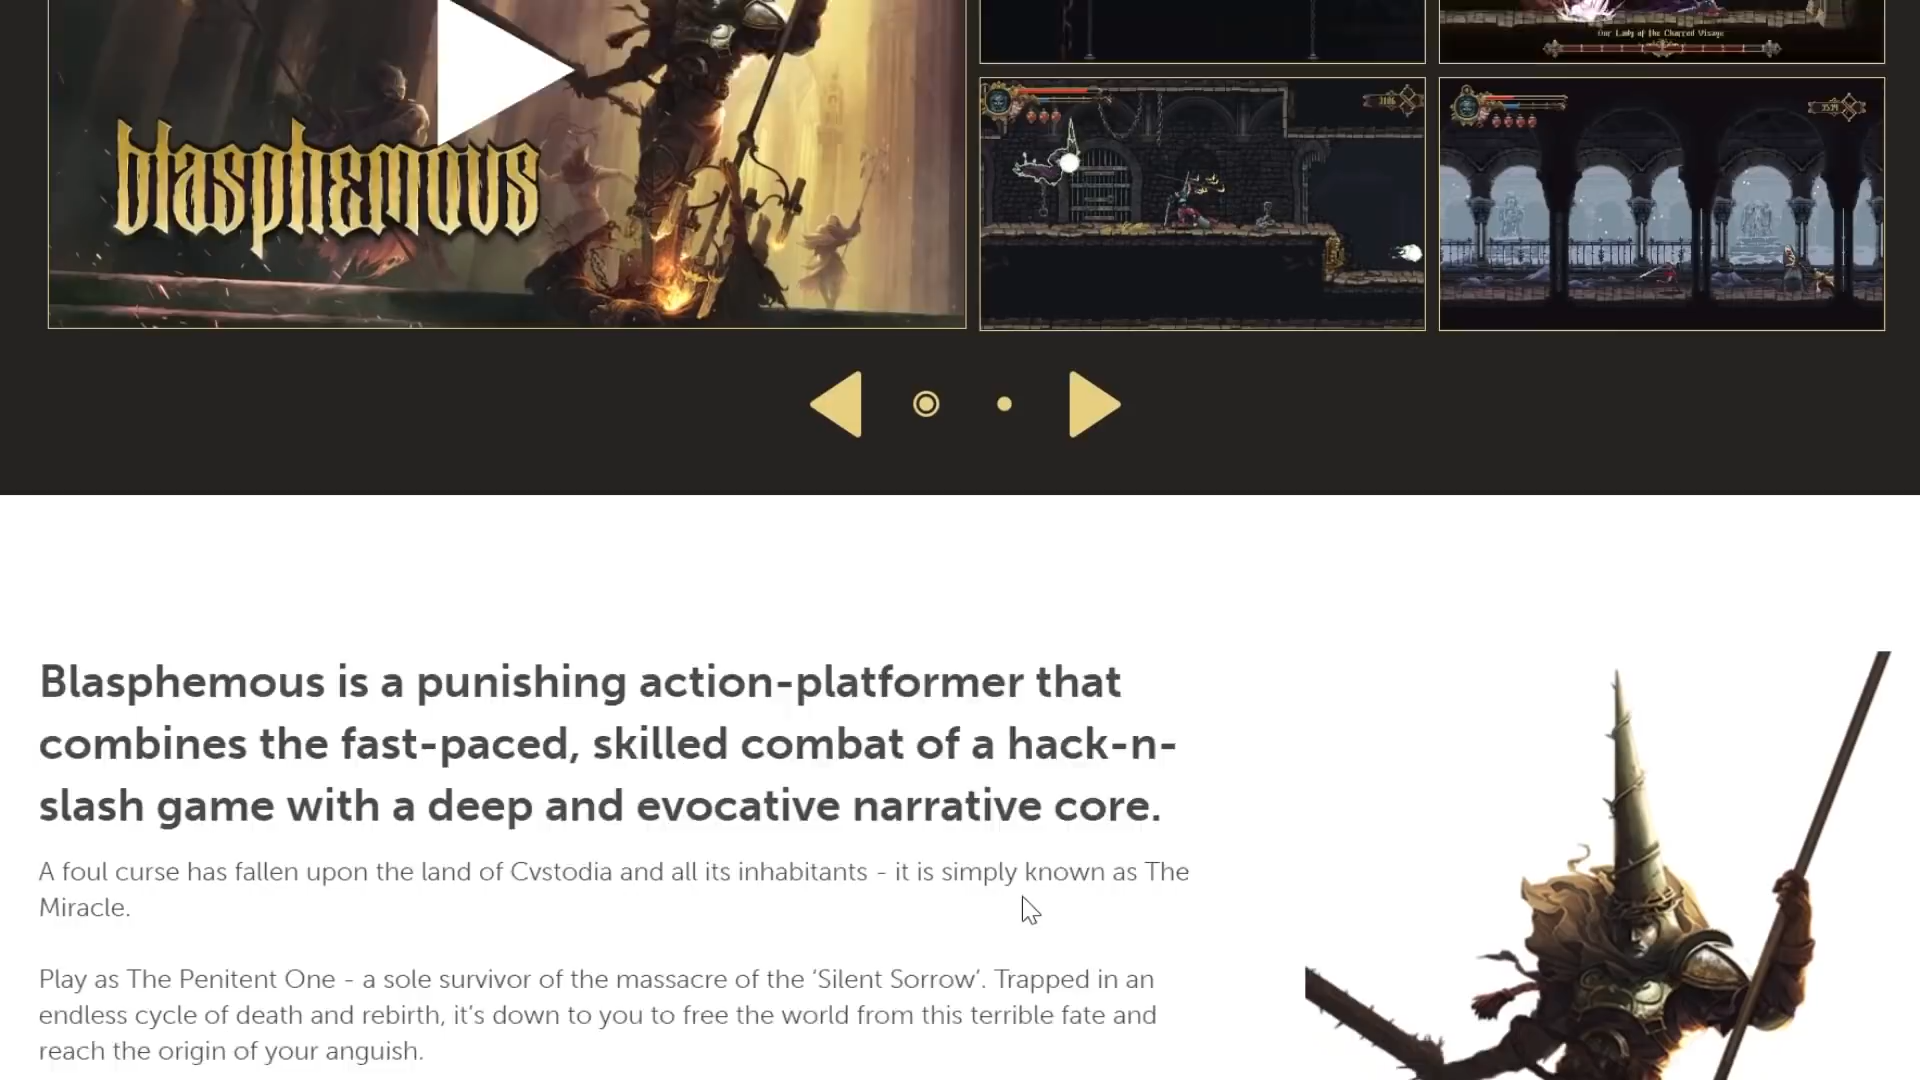 Our Lady of the Charred Visage
3106
blasphemous
Blasphemous is a punishing action-platformer that
combines the fast-paced, skilled combat of a hack-n-
slash game with a deep and evocative narrative core.
A foul curse has fallen upon the land of Cvstodia and all its inhabitants - it is simply known as The
Miracle.
Play as The Penitent One - a sole survivor of the massacre of the ‘Silent Sorrow’. Trapped in an
endless cycle of death and rebirth, it’s down to you to free the world from this terrible fate and
reach the origin of your anguish.